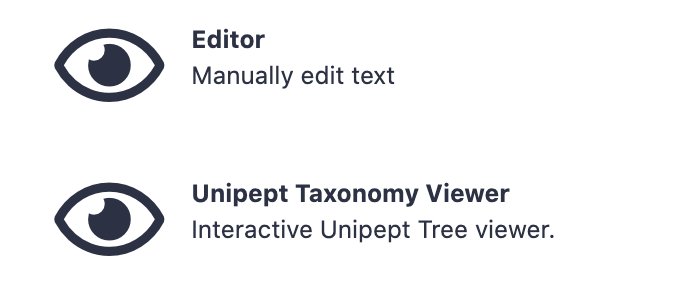 Editor
Manually edit text
Unipept Taxonomy Viewer
Interactive Unipept Tree viewer.